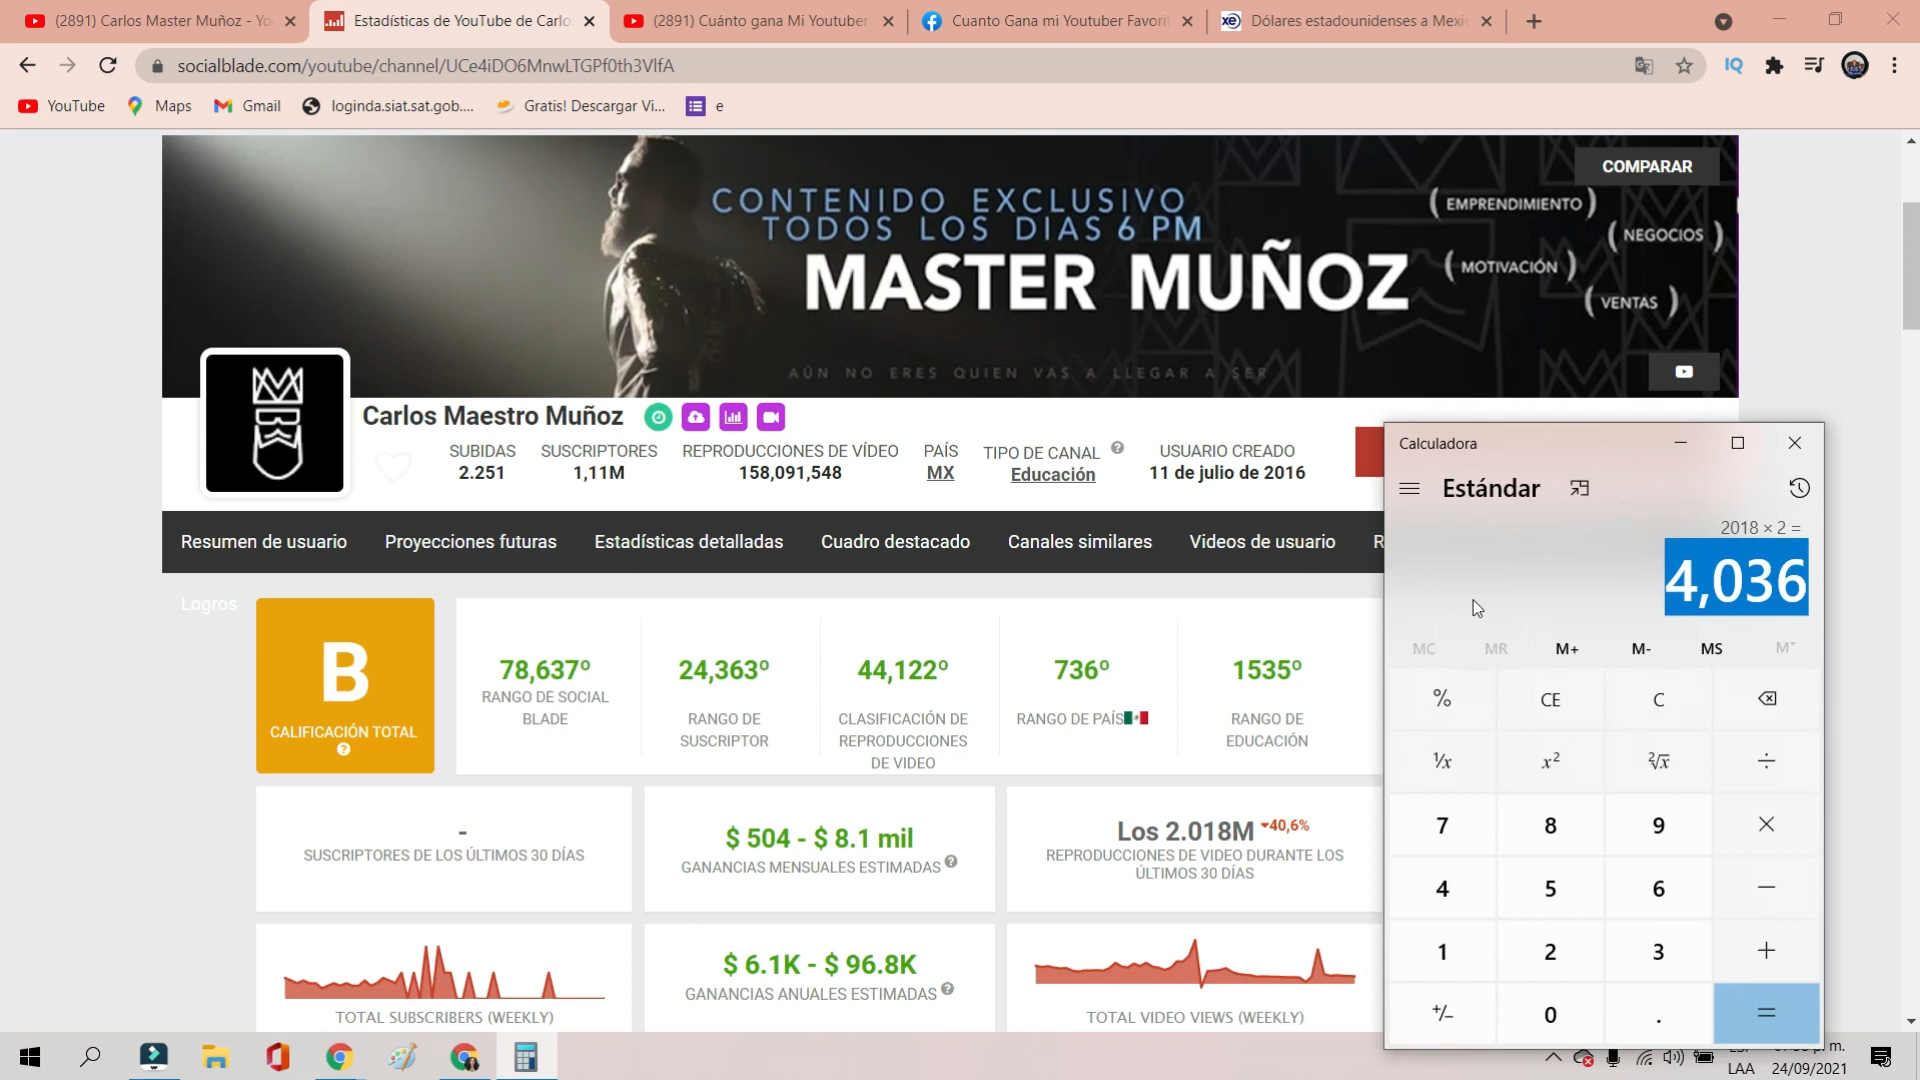 (2891) Carlos Master Muñoz - Yo
Estadísticas de YouTube de Carlo
(2891) Cuánto gana Mi Youtuber
Cuanto Gana mi Youtuber Favorit
Dólares estadounidenses a Mexic
socialblade.com/youtube/channel/UCe4iDO6MnwLTGPf0th3VlfA
YouTube
Maps
Gmail
loginda.siat.sat.gob....
Gratis! Descargar Vi...
e
COMPARAR
CONTENIDO EXCLUSIVO
TODOS LOS DIAS 6 PM
MASTER MUÑOZ
AÚN NO ERES QUIEN VAS A LLEGAR A SER
( EMPRENDIMIENTO )
( NEGOCIOS )
( MOTIVACIÓN )
( VENTAS )
Carlos Maestro Muñoz
SUBIDAS
2.251
SUSCRIPTORES
1,11M
REPRODUCCIONES DE VÍDEO
158,091,548
PAÍS
MX
TIPO DE CANAL
Educación
USUARIO CREADO
11 de julio de 2016
Resumen de usuario
Proyecciones futuras
Estadísticas detalladas
Cuadro destacado
Canales similares
Videos de usuario
R
Logros
B
CALIFICACIÓN TOTAL
78,637º
RANGO DE SOCIAL
BLADE
24,363º
RANGO DE
SUSCRIPTOR
44,122º
CLASIFICACIÓN DE
REPRODUCCIONES
DE VIDEO
736º
RANGO DE PAÍS
1535º
RANGO DE
EDUCACIÓN
-
SUSCRIPTORES DE LOS ÚLTIMOS 30 DÍAS
$ 504 - $ 8.1 mil
GANANCIAS MENSUALES ESTIMADAS
Los 2.018M 40,6%
REPRODUCCIONES DE VIDEO DURANTE LOS
ÚLTIMOS 30 DÍAS
TOTAL SUBSCRIBERS (WEEKLY)
$ 6.1K - $ 96.8K
GANANCIAS ANUALES ESTIMADAS
TOTAL VIDEO VIEWS (WEEKLY)
Calculadora
Estándar
2018 × 2 =
4,036
MC MR M+ M- MS M˅
% CE C
¹/x x² ²√x ÷
7 8 9 ×
4 5 6 −
1 2 3 +
+/− 0 . =
LAA
24/09/2021